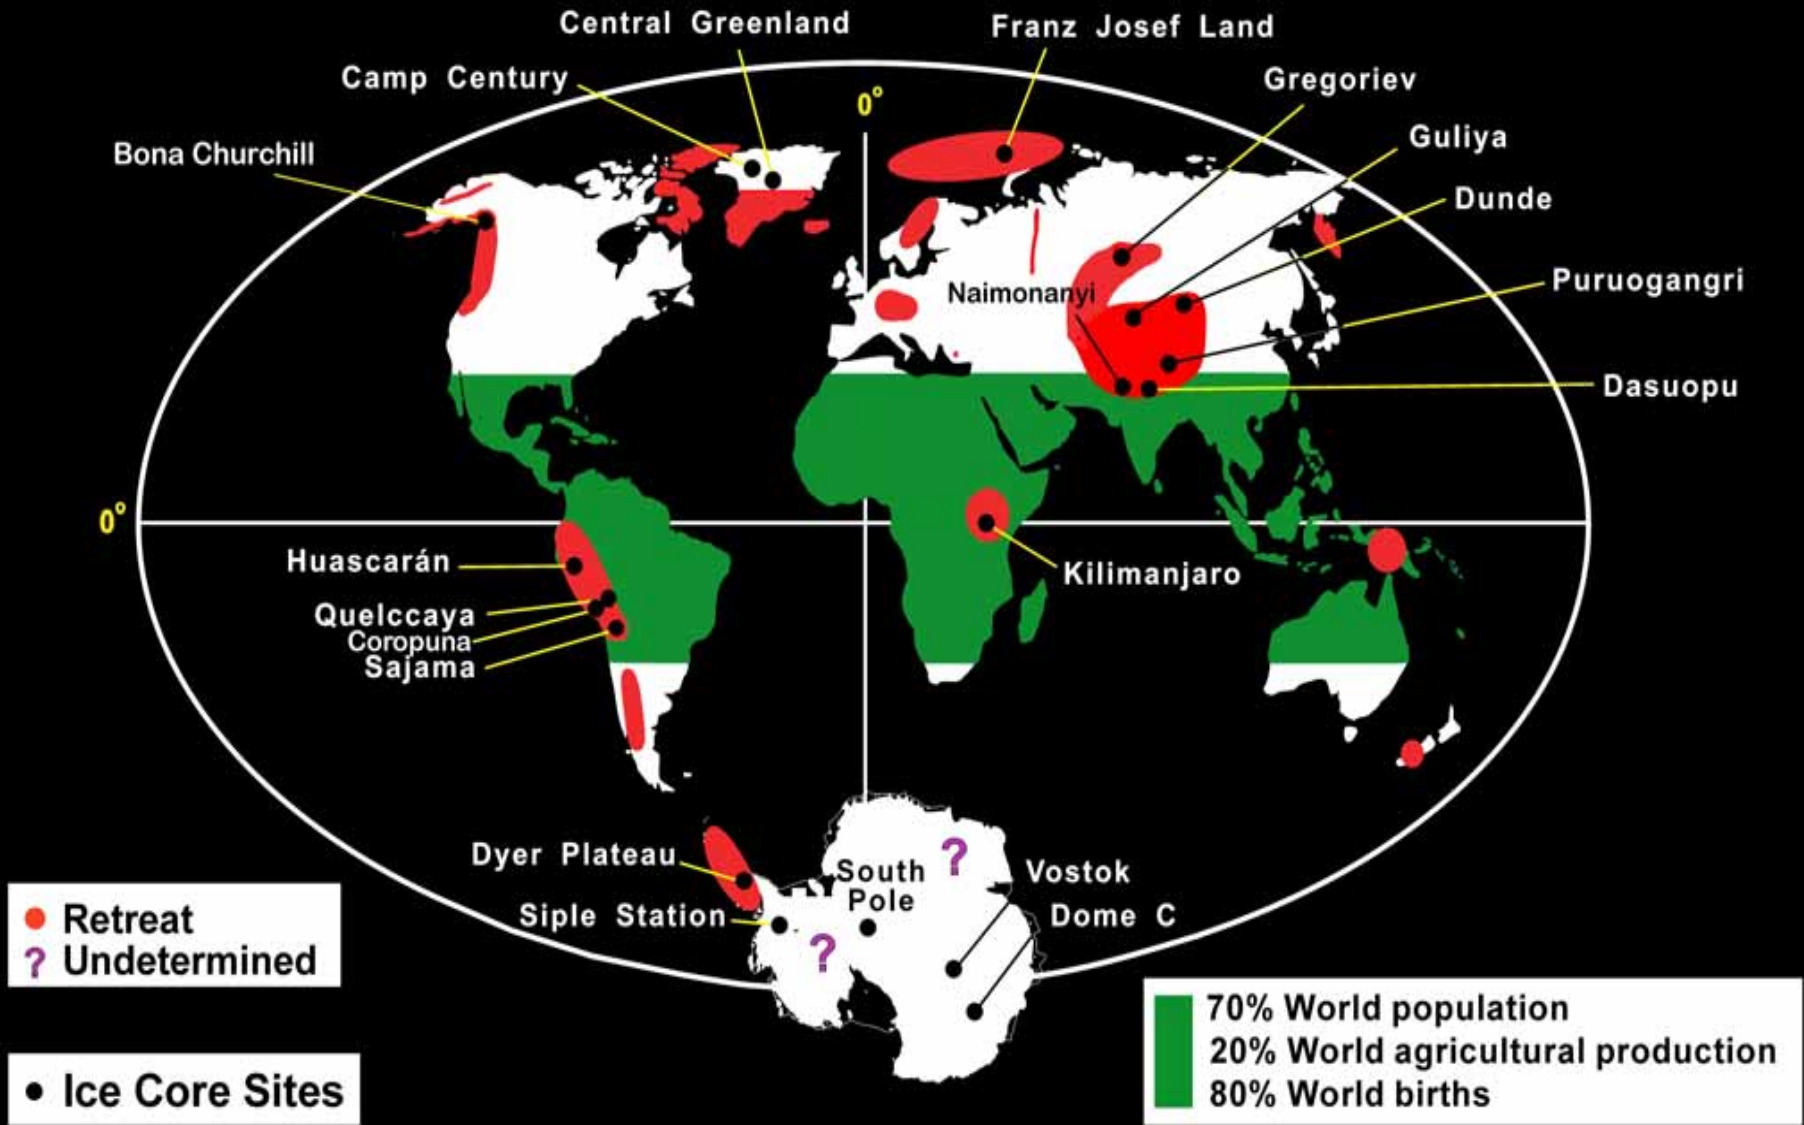 Central Greenland
Franz Josef Land
Camp Century
Gregoriev
0°
Guliya
Bona Churchill
Dunde
Puruogangri
Naimonanyi
Dasuopu
0°
Huascarán
Kilimanjaro
Quelccaya
Coropuna
Sajama
Dyer Plateau
?
South
Pole
Vostok
Siple Station
Dome C
?
Retreat
? Undetermined
Ice Core Sites
70% World population
20% World agricultural production
80% World births